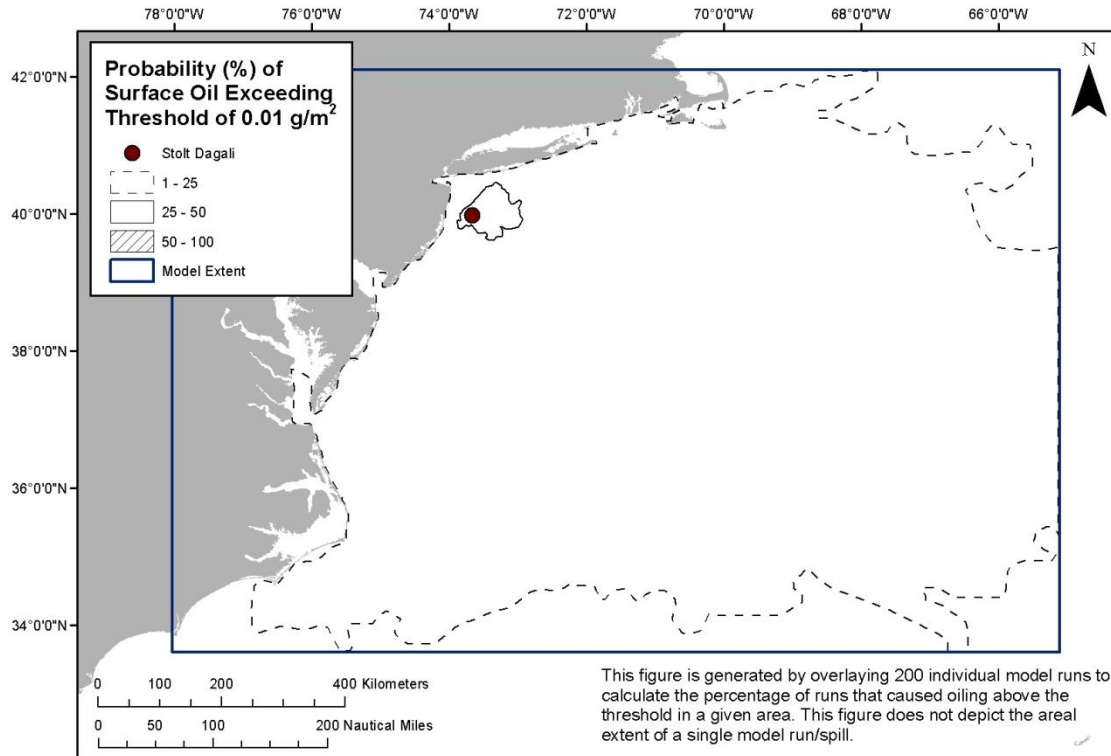 78°0'0"W 76°0'0"W 74°0'0"W 72°0'0"W 70°0'0"W 68°0'0"W 66°0'0"W
42°0'0"N
40°0'0"N
38°0'0"N
36°0'0"N
34°0'0"N
Probability (%) of
Surface Oil Exceeding
Threshold of 0.01 g/m²
Stolt Dagali
1 - 25
25 - 50
50 - 100
Model Extent
N
0 100 200 400 Kilometers
0 50 100 200 Nautical Miles
This figure is generated by overlaying 200 individual model runs to
calculate the percentage of runs that caused oiling above the
threshold in a given area. This figure does not depict the areal
extent of a single model run/spill.